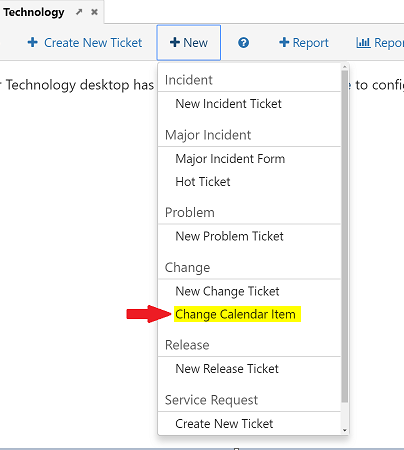 Technology
+ Create New Ticket + New + Report Repor
r Technology desktop has e to config
Incident
New Incident Ticket
Major Incident
Major Incident Form
Hot Ticket
Problem
New Problem Ticket
Change
New Change Ticket
Change Calendar Item
Release
New Release Ticket
Service Request
Create New Ticket